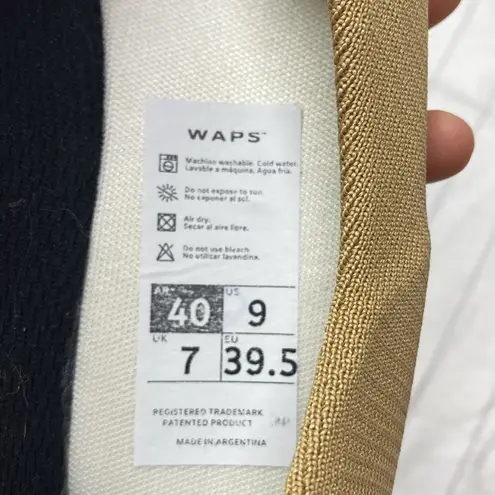 WAPS™
Machine washable. Cold water.
Lavable a máquina, Agua fría.
Do not expose to sun.
No exponer al sol.
Air dry.
Secar al aire libre.
Do not use bleach.
No utilizar lavandina.
AR
40
US
9
UK
7
EU
39.5
REGISTERED TRADEMARK
PATENTED PRODUCT
MADE IN ARGENTINA